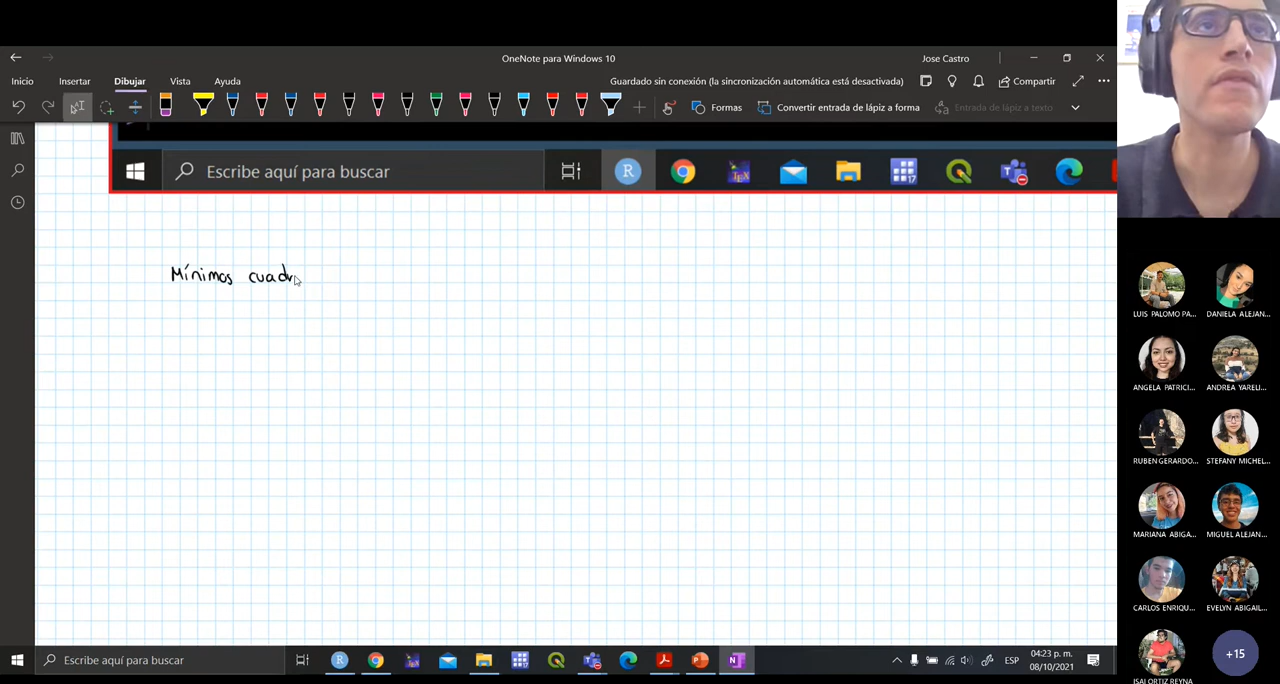 OneNote para Windows 10
Jose Castro
Inicio
Insertar
Dibujar
Vista
Ayuda
Guardado sin conexión (la sincronización automática está desactivada)
Compartir
Formas
Convertir entrada de lápiz a forma
Entrada de lápiz a texto
Escribe aquí para buscar
R
TEX
17
Mínimos cuadr
LUIS PALOMO PA...
DANIELA ALEJAN...
ANGELA PATRICI...
ANDREA YARELI...
RUBEN GERARDO...
STEFANY MICHEL...
MARIANA ABIGA...
MIGUEL ALEJAN...
CARLOS ENRIQU...
EVELYN ABIGAIL...
ISAI ORTIZ REYNA
+15
Escribe aquí para buscar
ESP
04:23 p. m.
08/10/2021